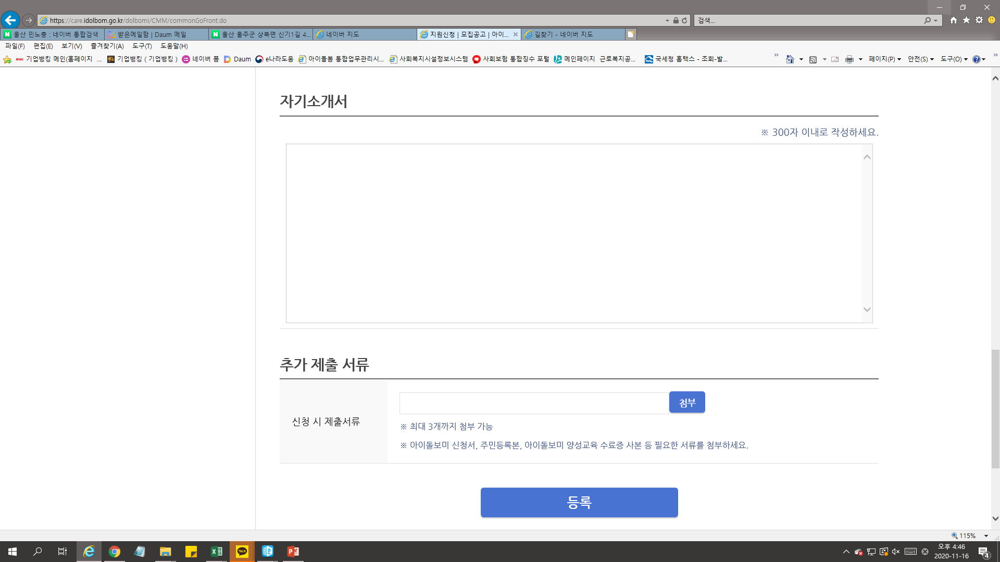 https://care.idolbom.go.kr/dolbomi/CMM/commonGoFront.do
검색...
울산 민노총 : 네이버 통합검색
받은메일함 | Daum 메일
울산 울주군 상북면 신기1길 4...
네이버 지도
지원신청 | 모집공고 | 아이...
길찾기 - 네이버 지도
파일(F) 편집(E) 보기(V) 즐겨찾기(A) 도구(T) 도움말(H)
BNK 기업뱅킹 메인(홈페이지 ... 기업뱅킹 ( 기업뱅킹 ) 네이버 폼 Daum e나라도움 아이돌봄 통합업무관리시... 사회복지시설정보시스템 사회보험 통합징수 포털 메인페이지 근로복지공... 국세청 홈택스 - 조회-발... 페이지(P) 안전(S) 도구(O)
자기소개서
※ 300자 이내로 작성하세요.
추가 제출 서류
신청 시 제출서류
첨부
※ 최대 3개까지 첨부 가능
※ 아이돌보미 신청서, 주민등록본, 아이돌보미 양성교육 수료증 사본 등 필요한 서류를 첨부하세요.
등록
115%
TALK
오후 4:46
2020-11-16
4